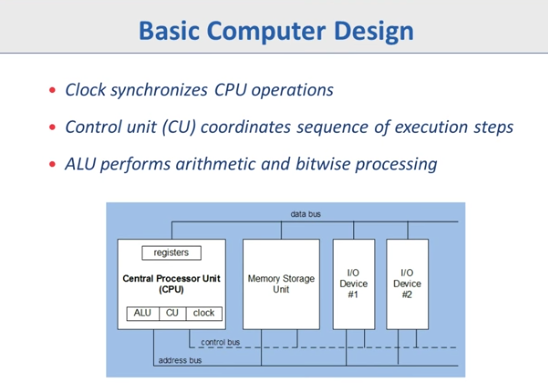 Basic Computer Design
• Clock synchronizes CPU operations
• Control unit (CU) coordinates sequence of execution steps
• ALU performs arithmetic and bitwise processing
data bus
registers
Central Processor Unit
(CPU)
ALU CU clock
Memory Storage
Unit
I/O
Device
#1
I/O
Device
#2
control bus
address bus